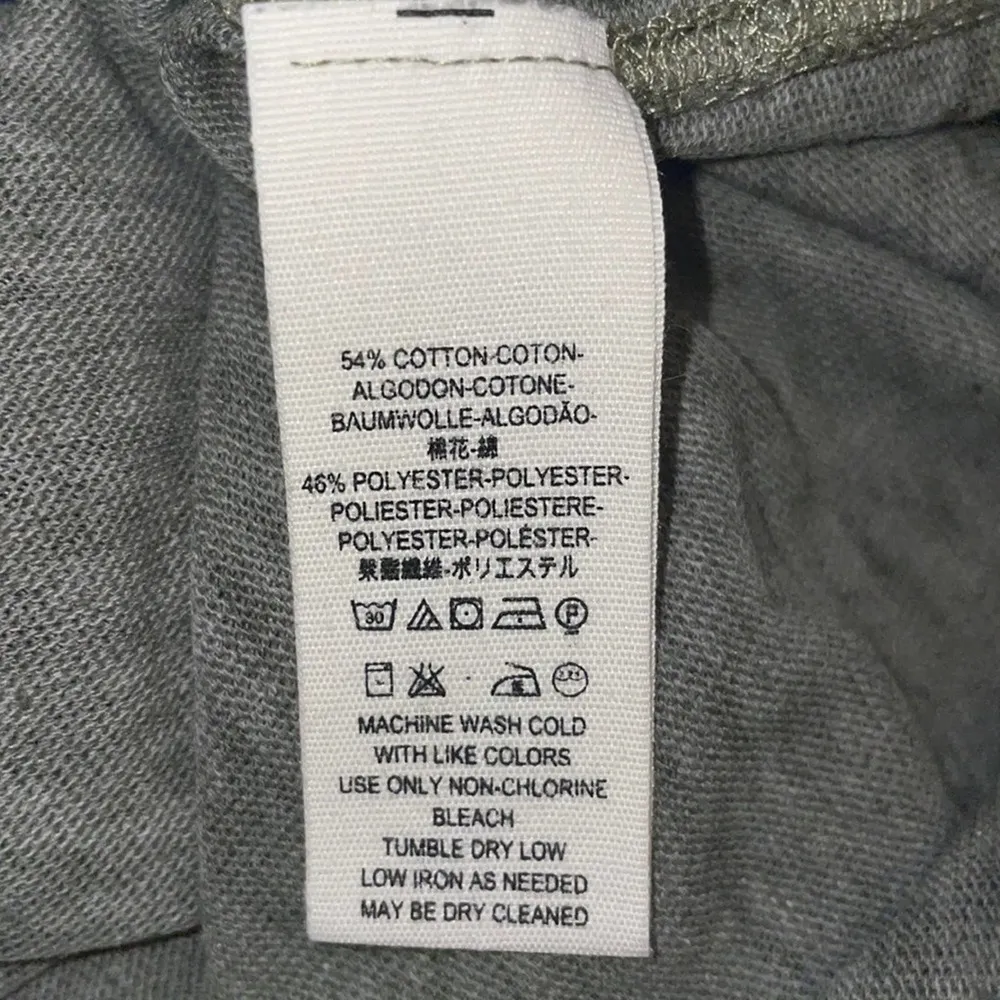 54% COTTON-COTON-
ALGODON-COTONE-
BAUMWOLLE-ALGODÃO-
棉花-綿
46% POLYESTER-POLYESTER-
POLIESTER-POLIESTERE-
POLYESTER-POLÉSTER-
聚酯纖維-ポリエステル
30
P
MACHINE WASH COLD
WITH LIKE COLORS
USE ONLY NON-CHLORINE
BLEACH
TUMBLE DRY LOW
LOW IRON AS NEEDED
MAY BE DRY CLEANED